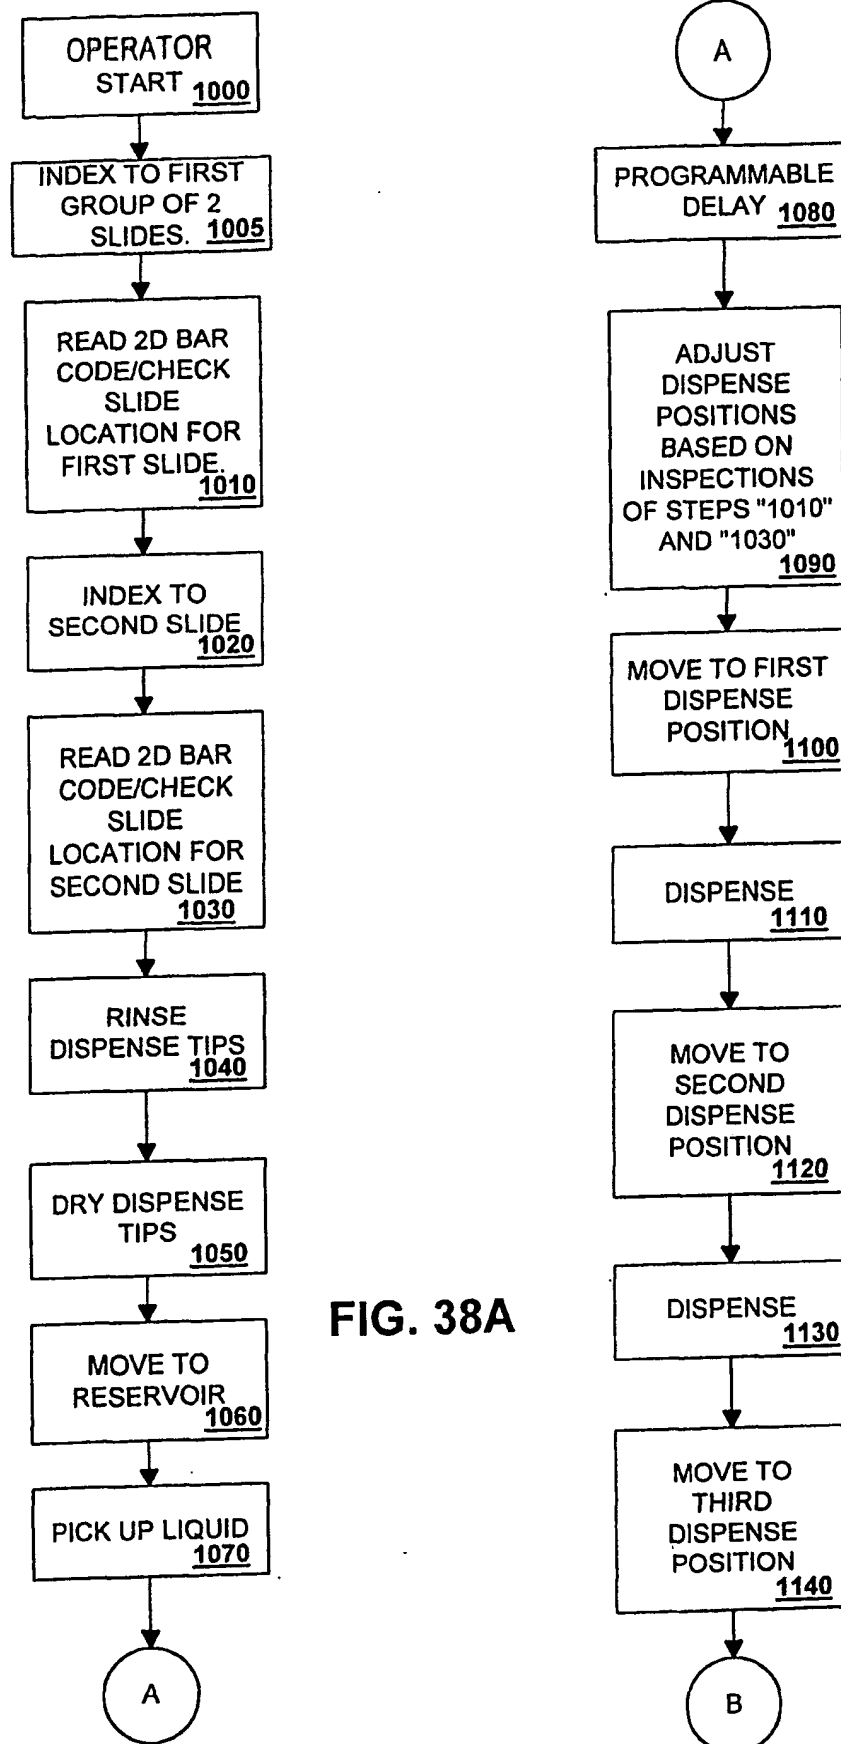 OPERATOR
START 1000
INDEX TO FIRST
GROUP OF 2
SLIDES. 1005
READ 2D BAR
CODE/CHECK
SLIDE
LOCATION FOR
FIRST SLIDE.
1010
INDEX TO
SECOND SLIDE
1020
READ 2D BAR
CODE/CHECK
SLIDE
LOCATION FOR
SECOND SLIDE
1030
RINSE
DISPENSE TIPS
1040
DRY DISPENSE
TIPS
1050
MOVE TO
RESERVOIR
1060
PICK UP LIQUID
1070
A
FIG. 38A
A
PROGRAMMABLE
DELAY 1080
ADJUST
DISPENSE
POSITIONS
BASED ON
INSPECTIONS
OF STEPS "1010"
AND "1030"
1090
MOVE TO FIRST
DISPENSE
POSITION
1100
DISPENSE
1110
MOVE TO
SECOND
DISPENSE
POSITION
1120
DISPENSE
1130
MOVE TO
THIRD
DISPENSE
POSITION
1140
B